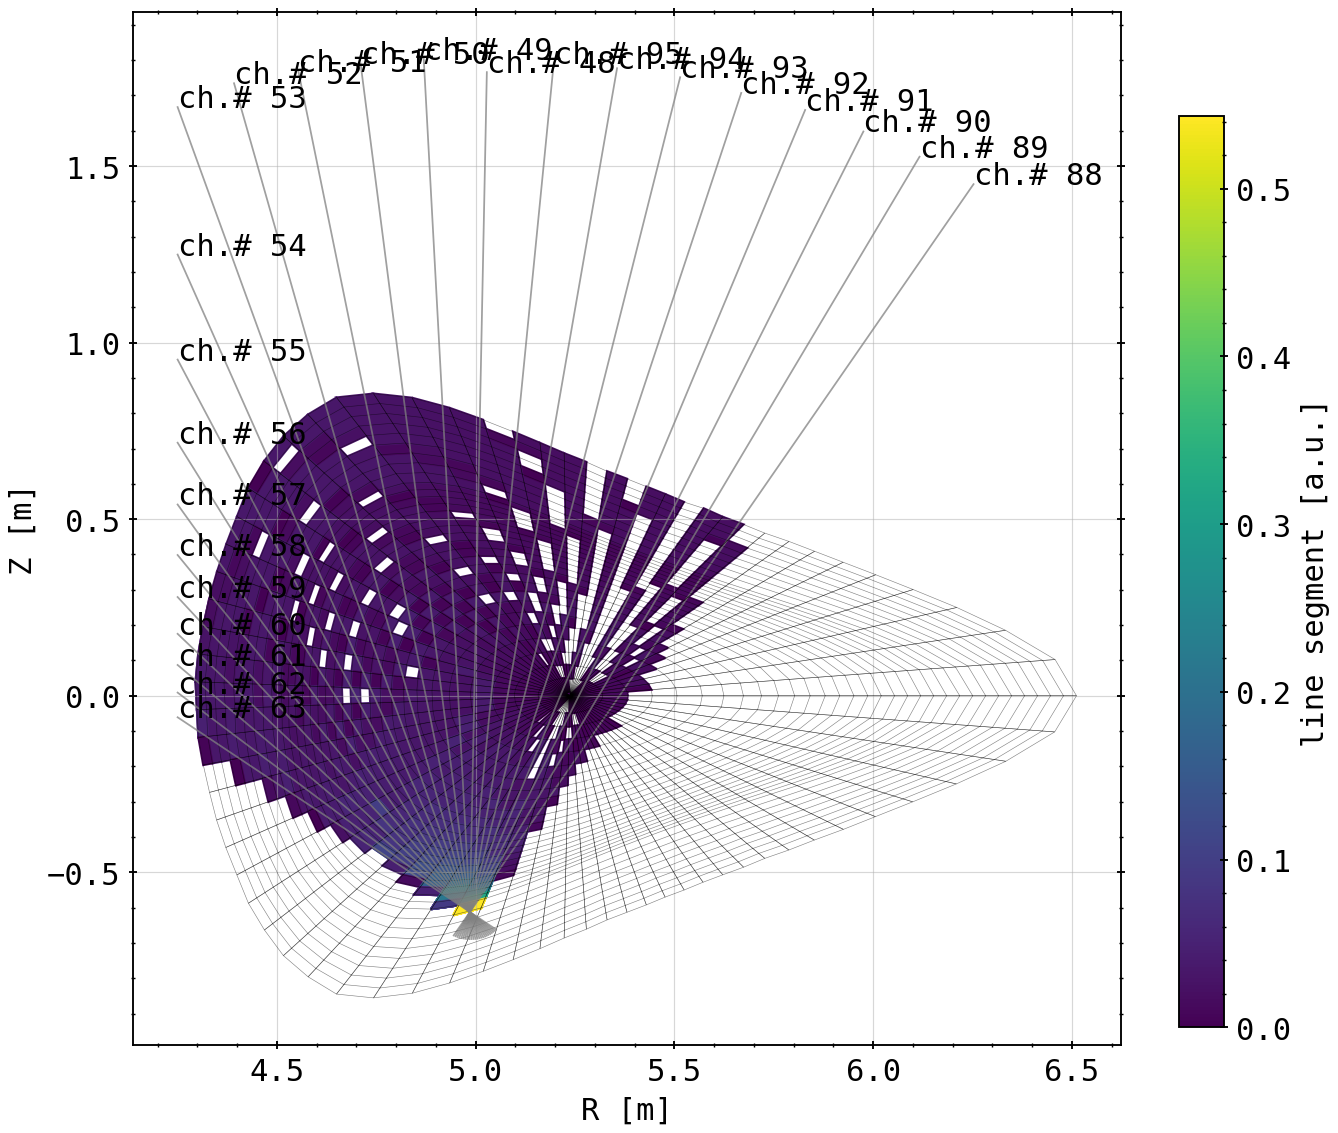 ch.# 49
ch.# 50
ch.# 95
ch.# 51
ch.# 94
ch.# 48
ch.# 52
ch.# 93
ch.# 92
ch.# 53
ch.# 91
ch.# 90
ch.# 89
ch.# 88
ch.# 54
ch.# 55
ch.# 56
ch.# 57
ch.# 58
ch.# 59
ch.# 60
ch.# 61
ch.# 62
ch.# 63
1.5
1.0
0.5
0.0
−0.5
Z [m]
4.5 5.0 5.5 6.0 6.5
R [m]
0.5
0.4
0.3
0.2
0.1
0.0
line segment [a.u.]